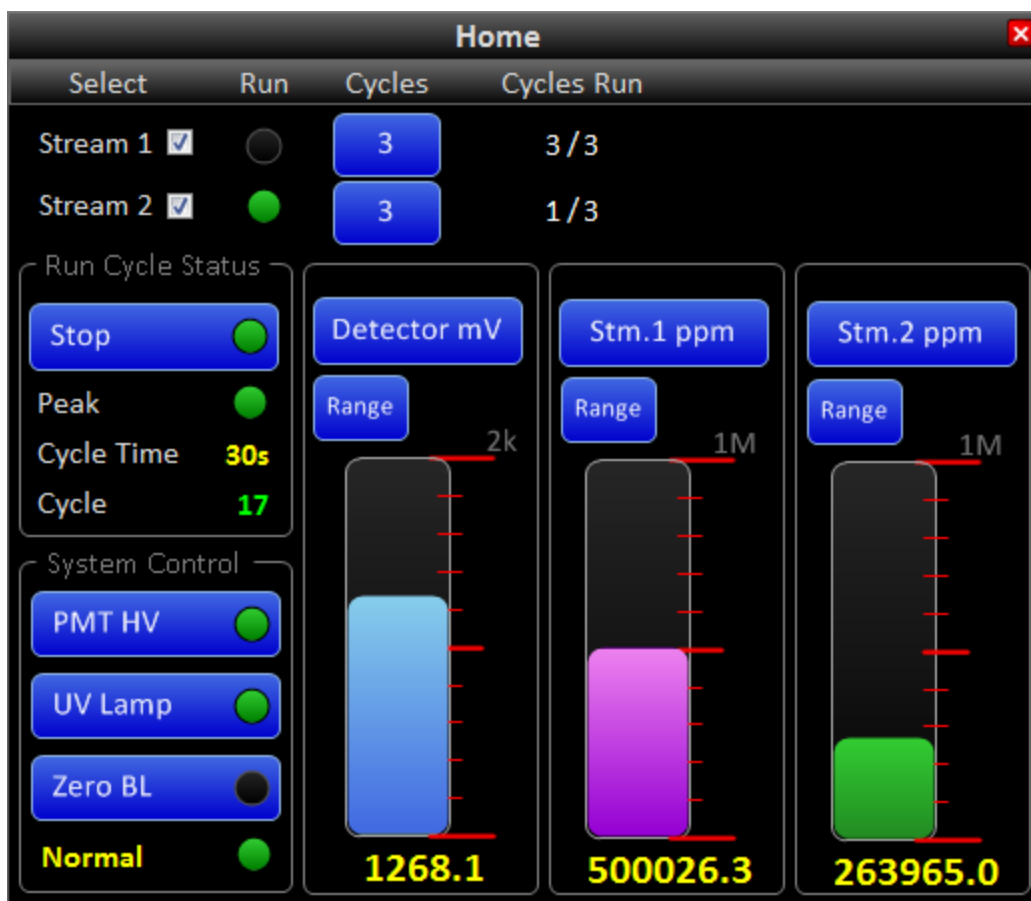 Home
Select Run Cycles Cycles Run
Stream 1 3 3 / 3
Stream 2 3 1 / 3
Run Cycle Status
Stop
Peak
Cycle Time 30s
Cycle 17
System Control
PMT HV
UV Lamp
Zero BL
Normal
Detector mV
Range
2k
1268.1
Stm.1 ppm
Range
1M
500026.3
Stm.2 ppm
Range
1M
263965.0